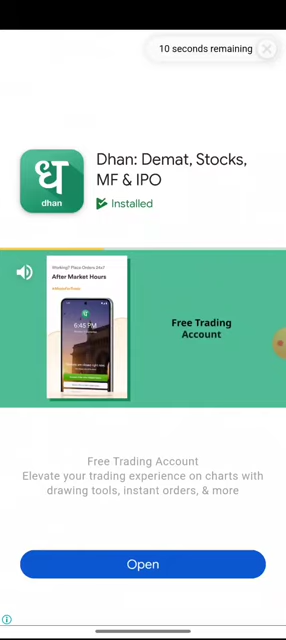 10 seconds remaining
ध
dhan
Dhan: Demat, Stocks,
MF & IPO
Installed
After Market Hours
6:45 PM
Free Trading
Account
Free Trading Account
Elevate your trading experience on charts with
drawing tools, instant orders, & more
Open